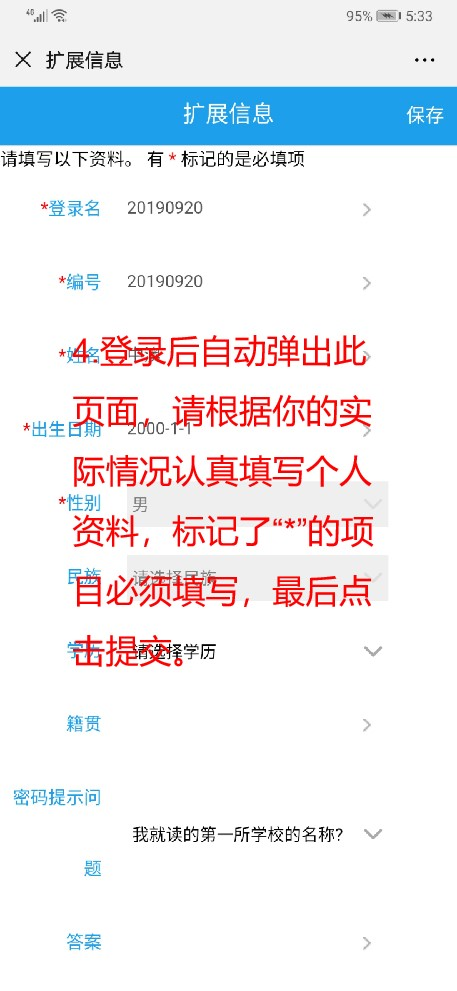 4G 95% 5:33
扩展信息
扩展信息 保存
请填写以下资料。 有 * 标记的是必填项
*登录名 20190920
*编号 20190920
*姓名
4.登录后自动弹出此
*出生日期 2000-1-1
页面，请根据你的实
际情况认真填写个人
*性别 男
资料，标记了“*”的项
民族 请选择民族
目必须填写，最后点
学历 请选择学历
击提交。
籍贯
密码提示问
我就读的第一所学校的名称?
题
答案